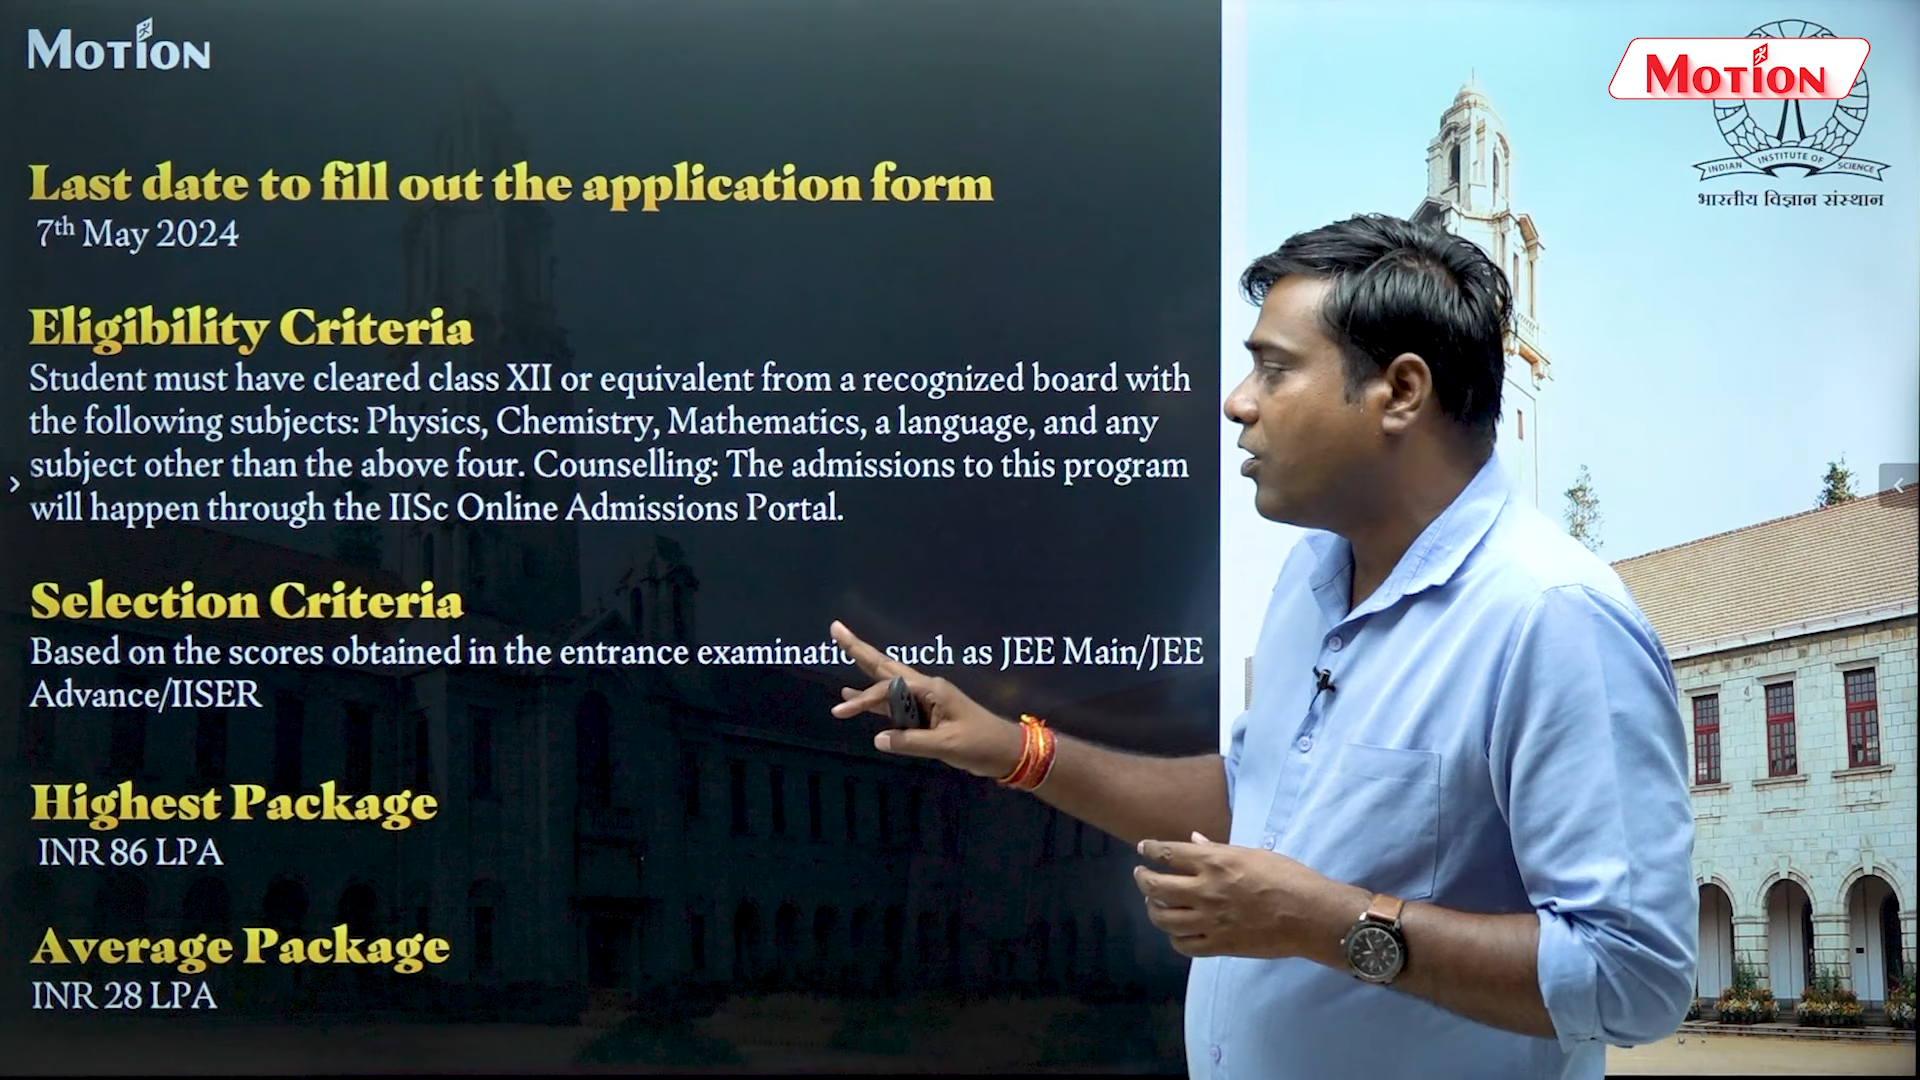 MOTION
MOTION
INDIAN INSTITUTE OF SCIENCE
भारतीय विज्ञान संस्थान
Last date to fill out the application form
7th May 2024
Eligibility Criteria
Student must have cleared class XII or equivalent from a recognized board with
the following subjects: Physics, Chemistry, Mathematics, a language, and any
subject other than the above four. Counselling: The admissions to this program
will happen through the IISc Online Admissions Portal.
Selection Criteria
Based on the scores obtained in the entrance such as JEE Main/JEE
Advance/IISER
Highest Package
INR 86 LPA
Average Package
INR 28 LPA